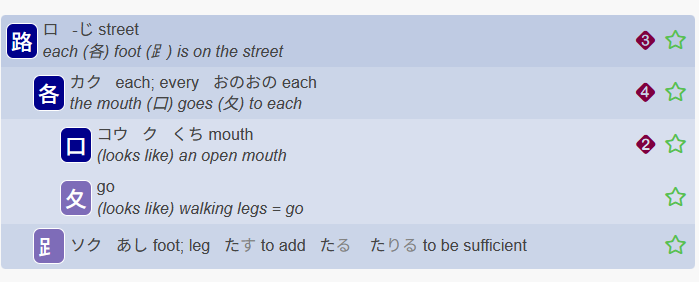 路 ロ -じ street
each (各) foot (⻊) is on the street
3
各 カク each; every おのおの each
the mouth (口) goes (夂) to each
4
口 コウ ク くち mouth
(looks like) an open mouth
2
夂 go
(looks like) walking legs = go
⻊ ソク あし foot; leg たす to add たる たりる to be sufficient